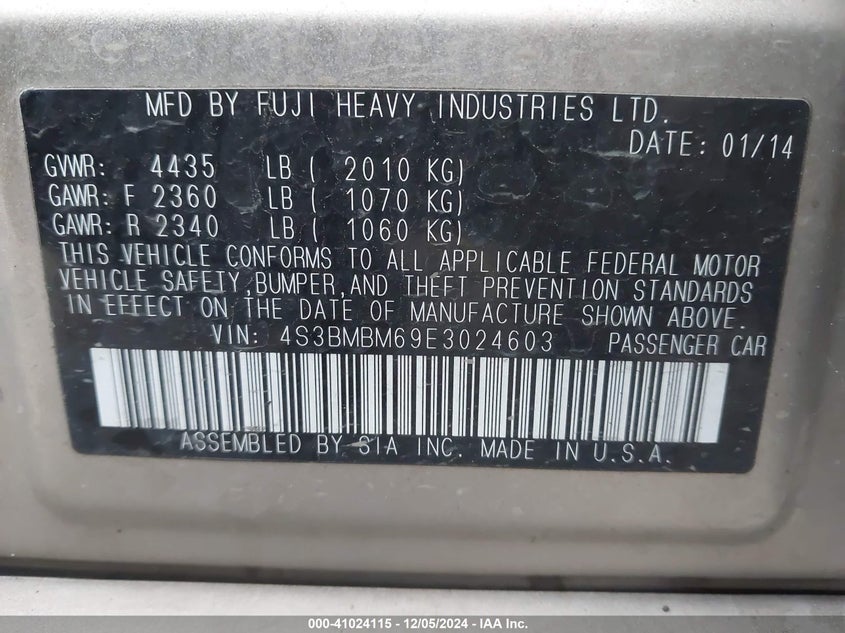 MFD BY FUJI HEAVY INDUSTRIES LTD.
DATE: 01/14
GVWR: 4435 LB ( 2010 KG)
GAWR: F 2360 LB ( 1070 KG)
GAWR: R 2340 LB ( 1060 KG)
THIS VEHICLE CONFORMS TO ALL APPLICABLE FEDERAL MOTOR
VEHICLE SAFETY,BUMPER,AND THEFT PREVENTION STANDARDS
IN EFFECT ON THE DATE OF MANUFACTURE SHOWN ABOVE.
VIN: 4S3BMBM69E3024603 PASSENGER CAR
ASSEMBLED BY SIA INC. MADE IN U.S.A.
000-41024115 - 12/05/2024 - IAA Inc.